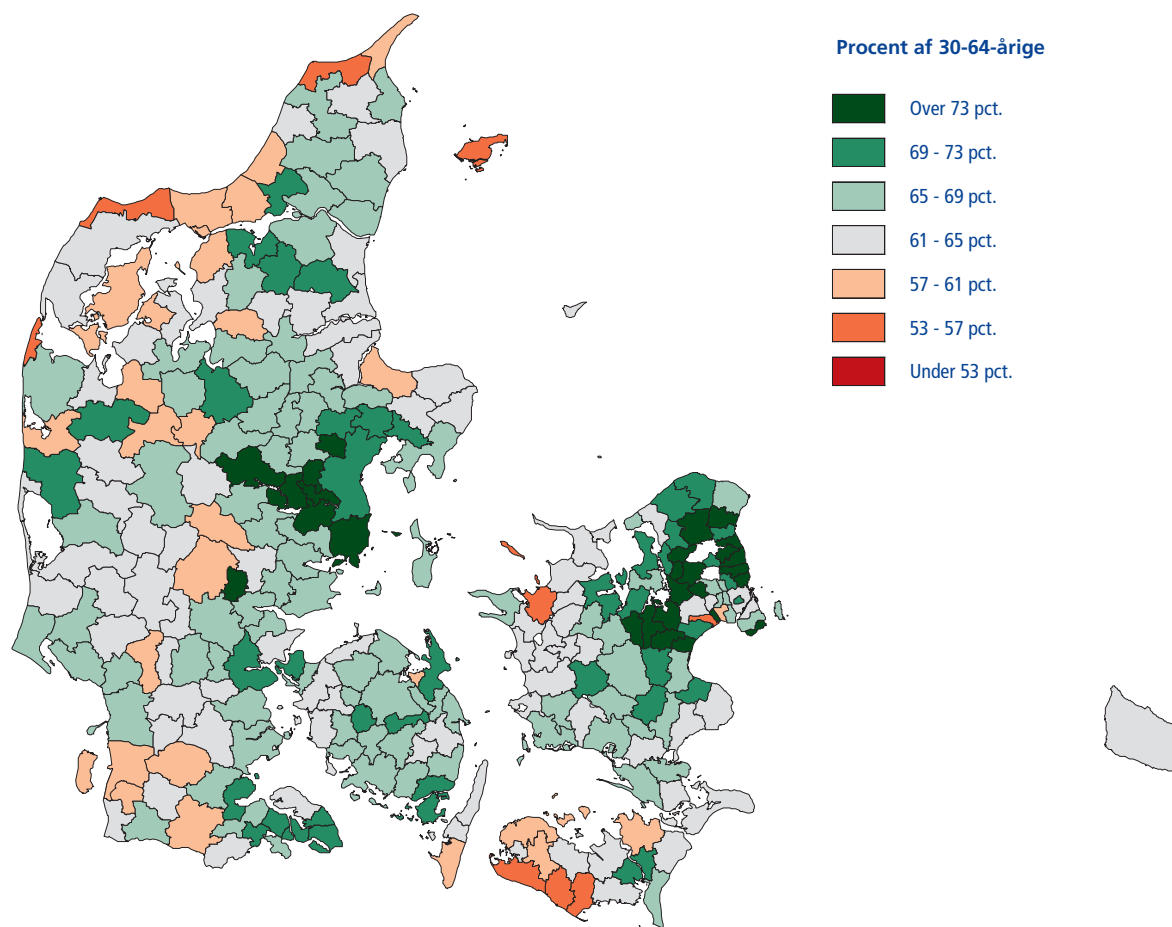 Procent af 30-64-årige
Over 73 pct.
69 - 73 pct.
65 - 69 pct.
61 - 65 pct.
57 - 61 pct.
53 - 57 pct.
Under 53 pct.